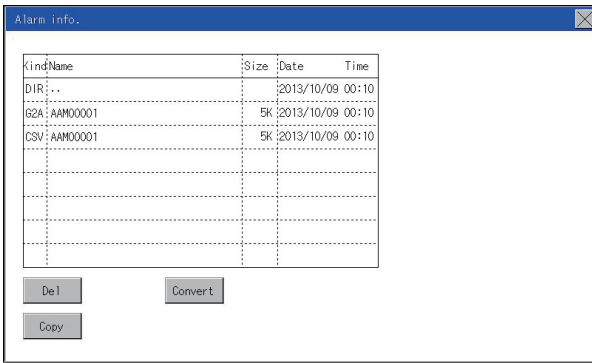 Alarm info.
Kind Name Size Date Time
DIR .. 2013/10/09 00:10
G2A AAM00001 5K 2013/10/09 00:10
CSV AAM00001 5K 2013/10/09 00:10
Del Convert
Copy